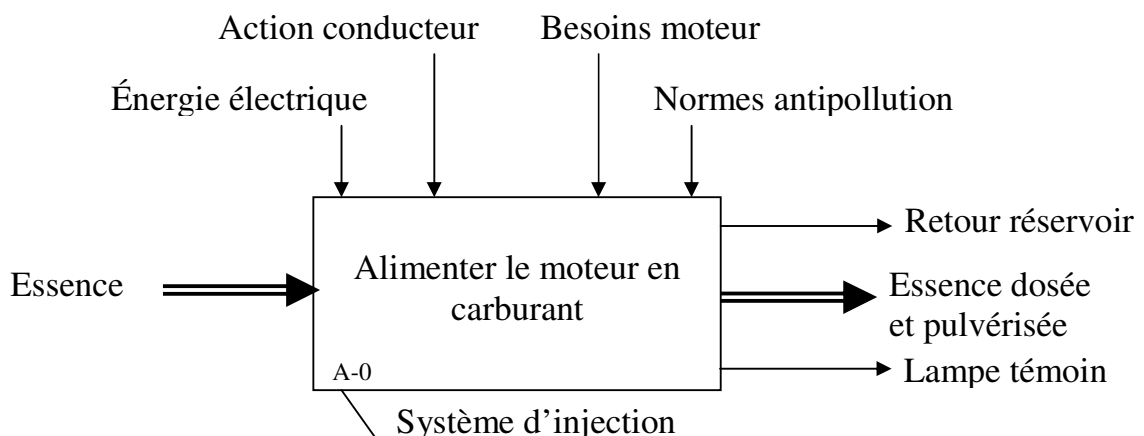 Action conducteur
Besoins moteur
Énergie électrique
Normes antipollution
Retour réservoir
Essence
Alimenter le moteur en
carburant
Essence dosée
et pulvérisée
A-0
Lampe témoin
Système d’injection